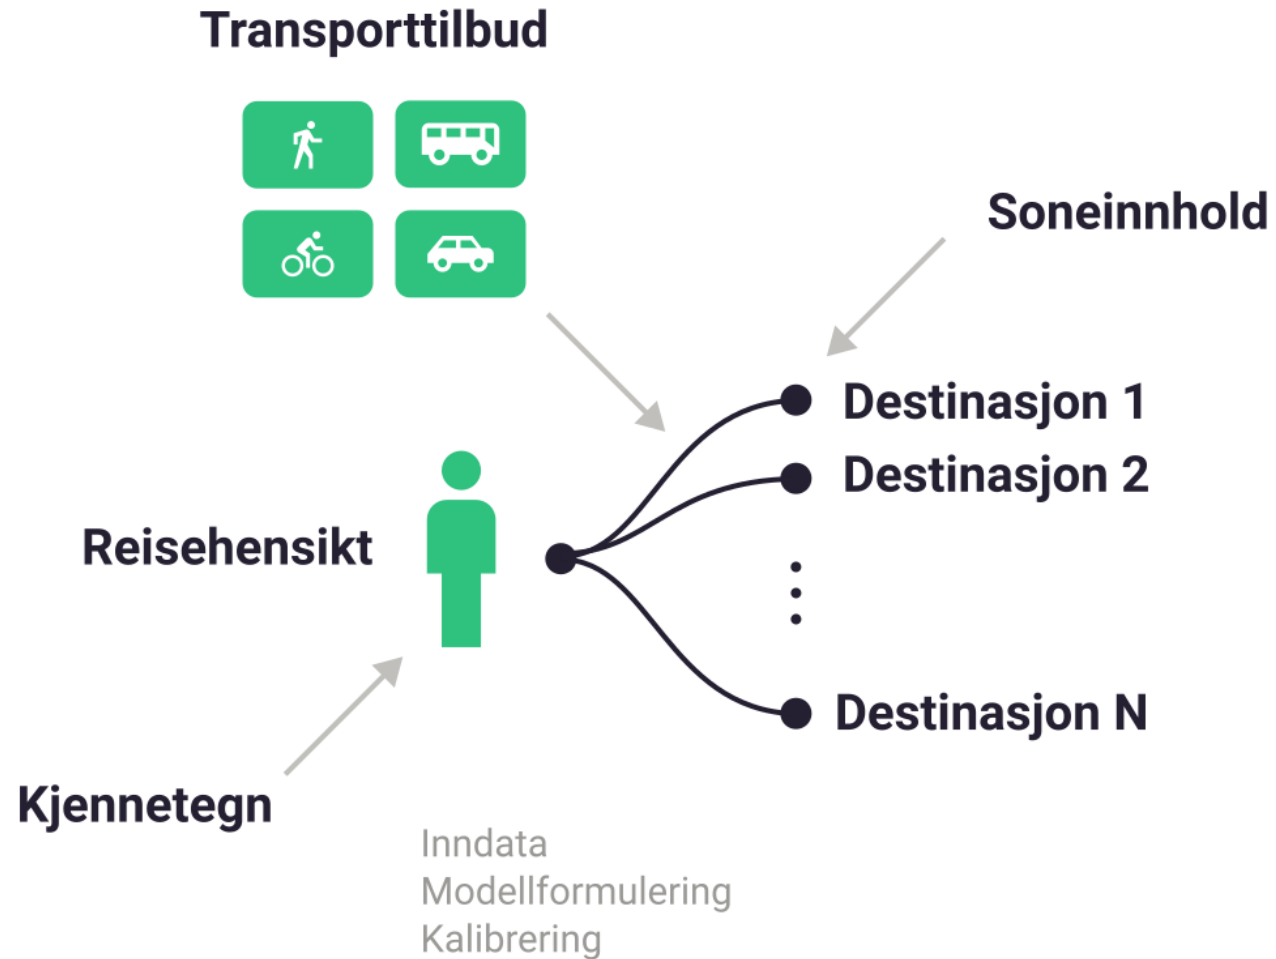 Transporttilbud
Soneinnhold
Destinasjon 1
Destinasjon 2
Reisehensikt
Destinasjon N
Kjennetegn
Inndata
Modellformulering
Kalibrering